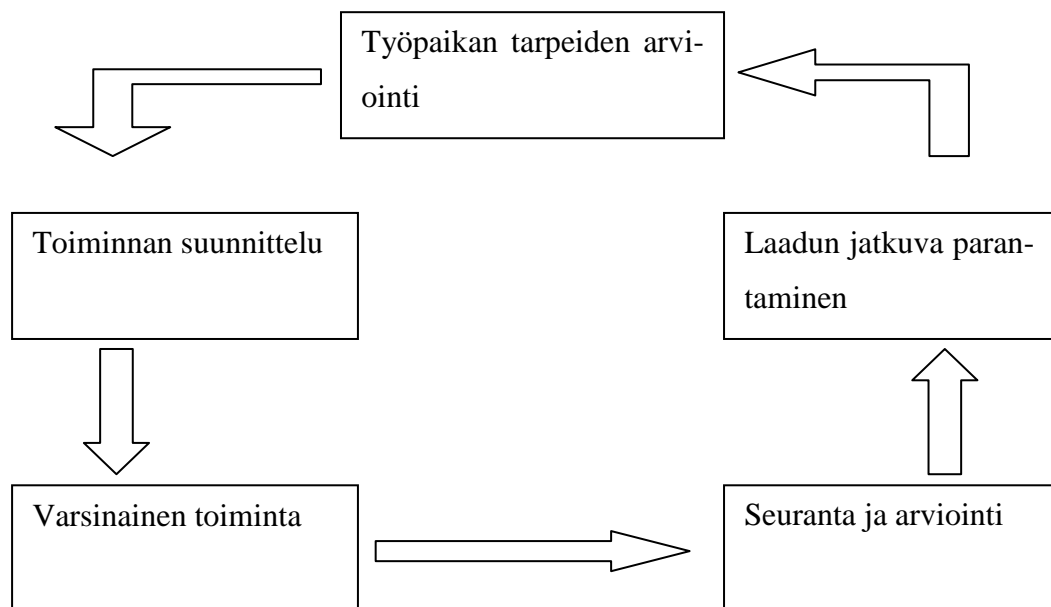 Työpaikan tarpeiden arvi-
ointi
Toiminnan suunnittelu
Laadun jatkuva paran-
taminen
Varsinainen toiminta
Seuranta ja arviointi